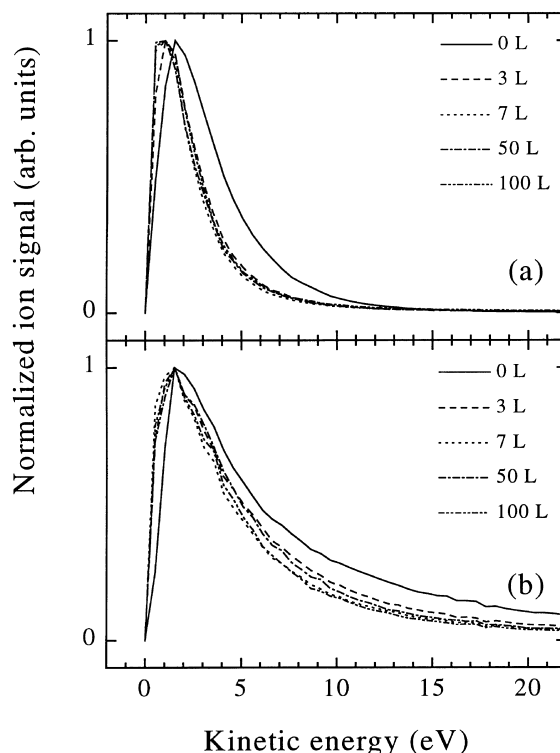 Normalized ion signal (arb. units)
1
0
0 L
3 L
7 L
50 L
100 L
(a)
1
0
0 L
3 L
7 L
50 L
100 L
(b)
0 5 10 15 20
Kinetic energy (eV)